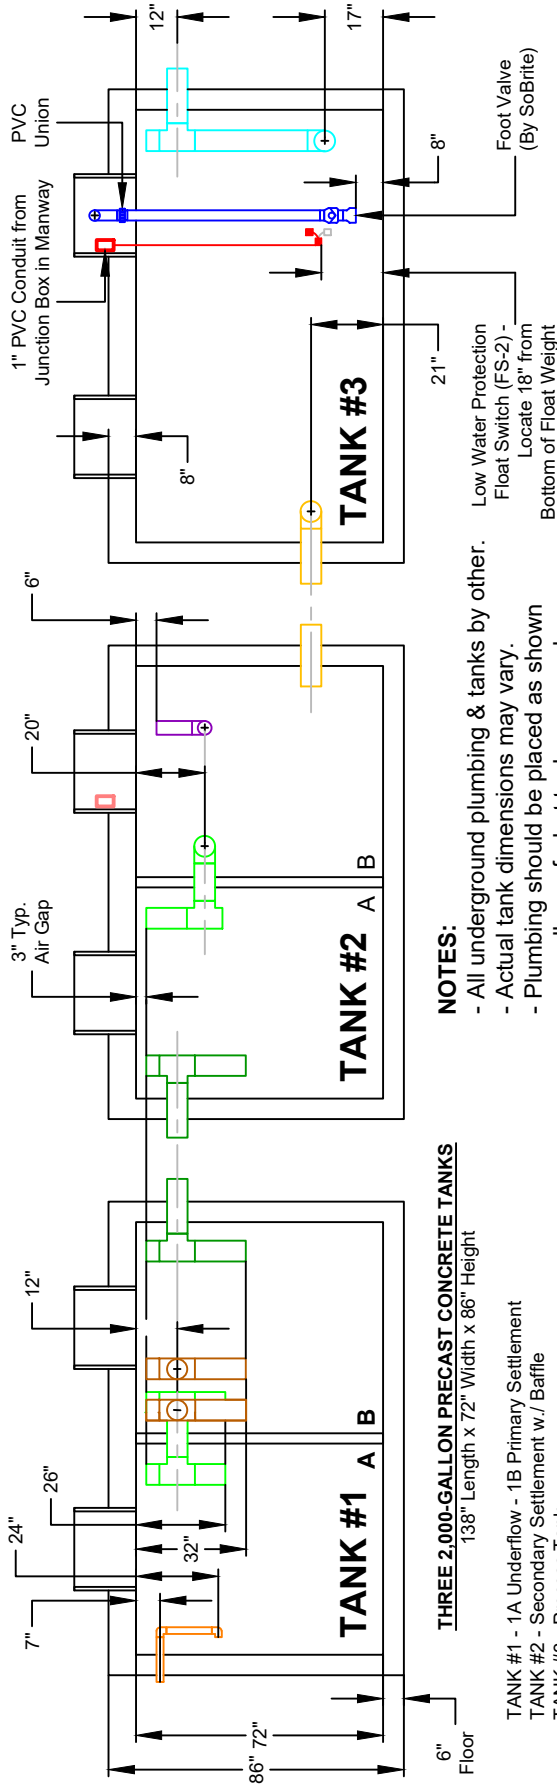 7"
24"
26"
12"
3" Typ.
Air Gap
20"
6"
1" PVC Conduit from
Junction Box in Manway
PVC
Union
12"
17"
86"
72"
32"
8"
6"
Floor
21"
8"
Foot Valve
(By SoBrite)
Low Water Protection
Float Switch (FS-2) -
Locate 18" from
Bottom of Float Weight
TANK #1
A
B
TANK #2
A
B
TANK #3
THREE 2,000-GALLON PRECAST CONCRETE TANKS
138" Length x 72" Width x 86" Height
TANK #1 - 1A Underflow - 1B Primary Settlement
TANK #2 - Secondary Settlement w./ Baffle
NOTES:
- All underground plumbing & tanks by other.
- Actual tank dimensions may vary.
- Plumbing should be placed as shown